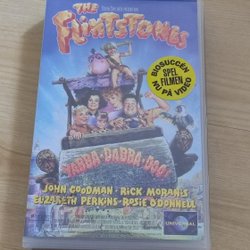 THE
FLINTSTONES
BIOSUCCÉN
SPEL
FILMEN
NU PÅ VIDEO
YABBA-DABBA-DOO!
JOHN GOODMAN • RICK MORANIS
ELIZABETH PERKINS • ROSIE O'DONNELL
UNIVERSAL